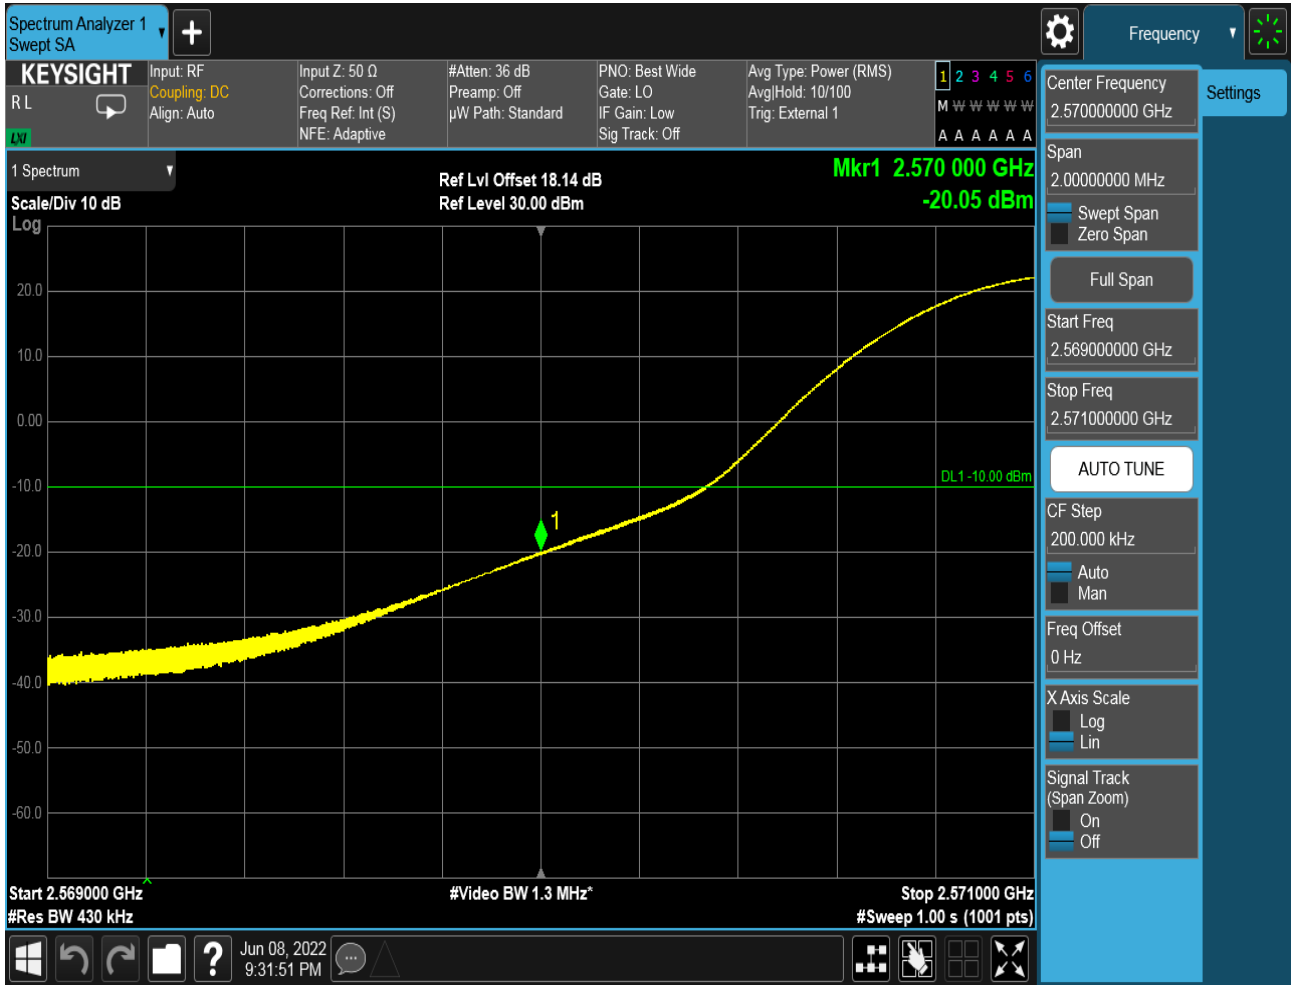 Spectrum Analyzer 1
Swept SA
Frequency
KEYSIGHT
R L
LXI
Input: RF
Coupling: DC
Align: Auto
Input Z: 50 Ω
Corrections: Off
Freq Ref: Int (S)
NFE: Adaptive
#Atten: 36 dB
Preamp: Off
µW Path: Standard
PNO: Best Wide
Gate: LO
IF Gain: Low
Sig Track: Off
Avg Type: Power (RMS)
Avg|Hold: 10/100
Trig: External 1
1 2 3 4 5 6
M W W W W W
A A A A A A
1 Spectrum
Scale/Div 10 dB
Log
Ref Lvl Offset 18.14 dB
Ref Level 30.00 dBm
Mkr1 2.570 000 GHz
-20.05 dBm
20.0
10.0
0.00
-10.0
-20.0
-30.0
-40.0
-50.0
-60.0
DL1 -10.00 dBm
1
Start 2.569000 GHz
#Res BW 430 kHz
#Video BW 1.3 MHz*
Stop 2.571000 GHz
#Sweep 1.00 s (1001 pts)
Center Frequency
2.570000000 GHz
Span
2.00000000 MHz
Swept Span
Zero Span
Full Span
Start Freq
2.569000000 GHz
Stop Freq
2.571000000 GHz
AUTO TUNE
CF Step
200.000 kHz
Auto
Man
Freq Offset
0 Hz
X Axis Scale
Log
Lin
Signal Track
(Span Zoom)
On
Off
Settings
?
Jun 08, 2022
9:31:51 PM